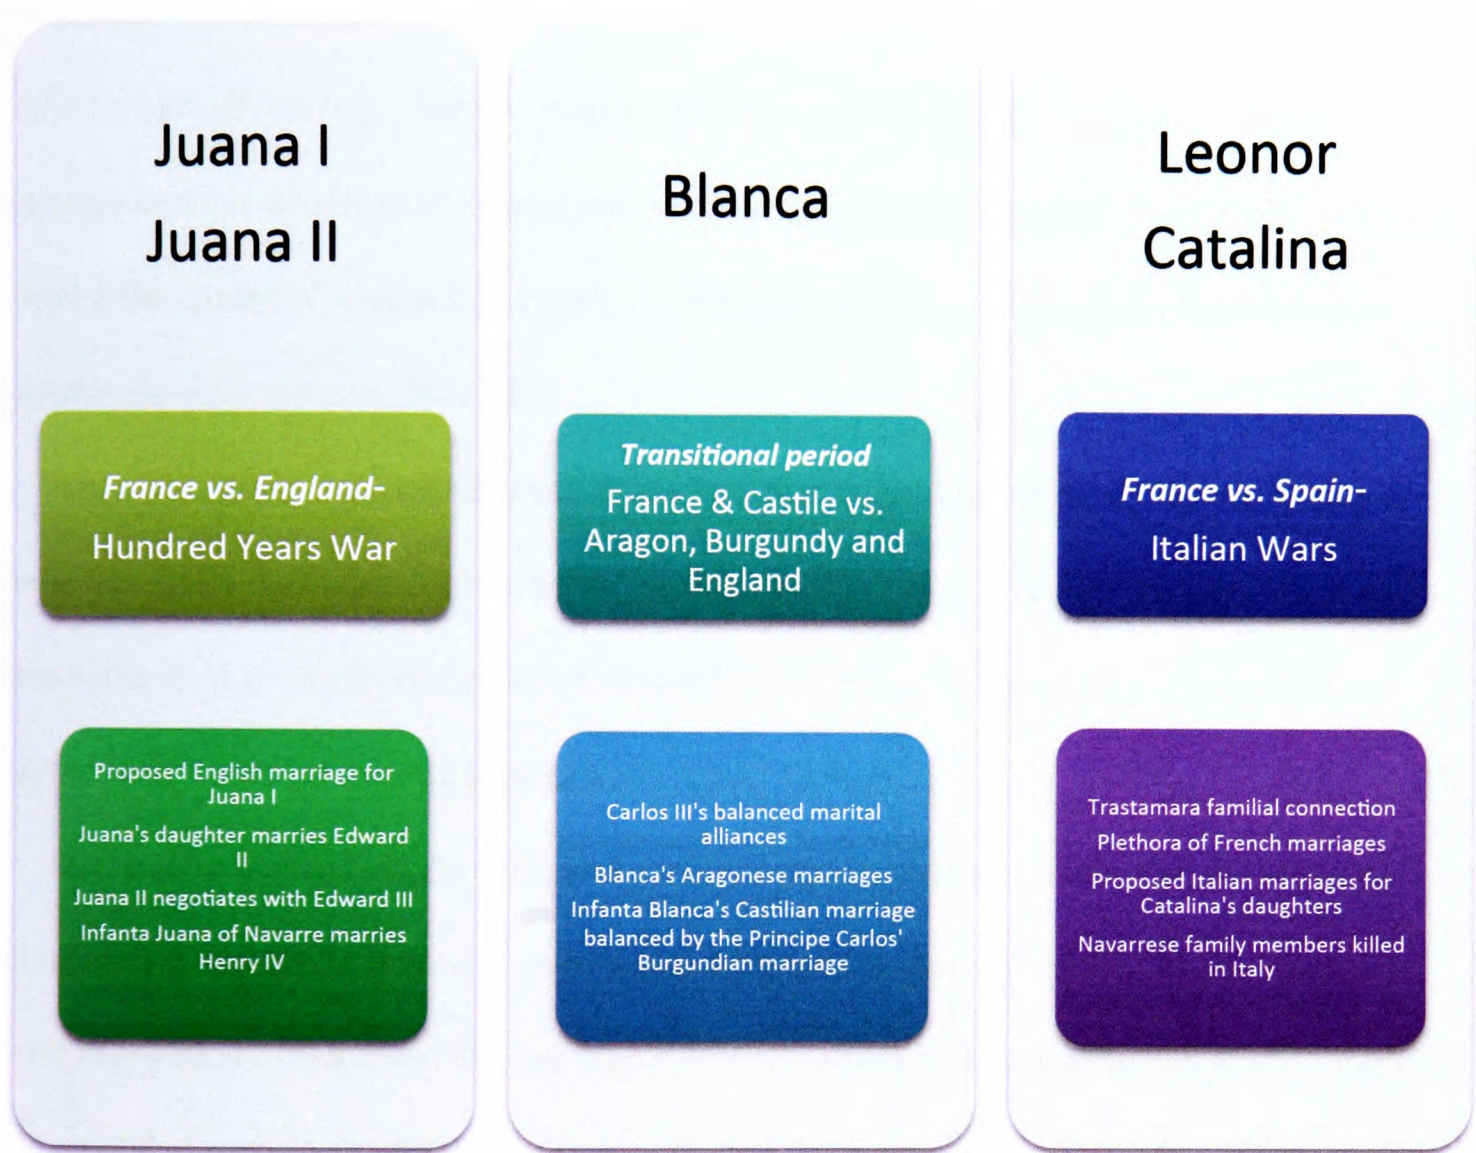 Juana I
Juana II
France vs. England-
Hundred Years War
Proposed English marriage for
Juana I
Juana's daughter marries Edward
II
Juana II negotiates with Edward III
Infanta Juana of Navarre marries
Henry IV
Blanca
Transitional period
France & Castile vs.
Aragon, Burgundy and
England
Carlos III's balanced marital
alliances
Blanca's Aragonese marriages
Infanta Blanca's Castilian marriage
balanced by the Principe Carlos'
Burgundian marriage
Leonor
Catalina
France vs. Spain-
Italian Wars
Trastamara familial connection
Plethora of French marriages
Proposed Italian marriages for
Catalina's daughters
Navarrese family members killed
in Italy